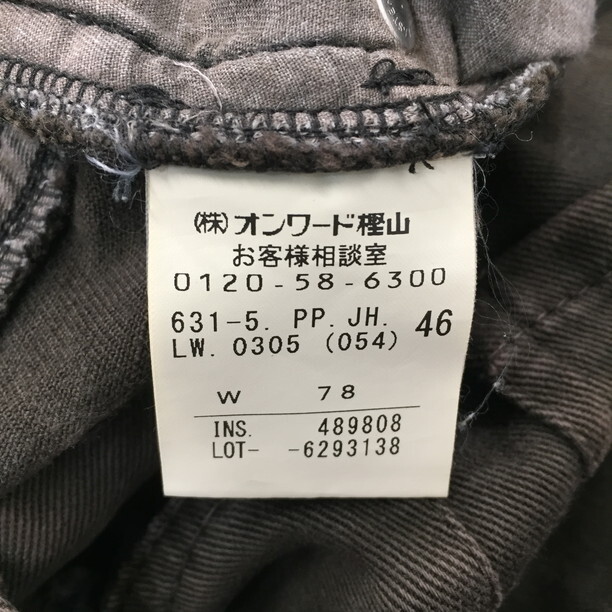 (株)オンワード樫山
お客様相談室
0120-58-6300
631-5. PP. JH. 46
LW. 0305 (054)
W 78
INS. 489808
LOT- -6293138